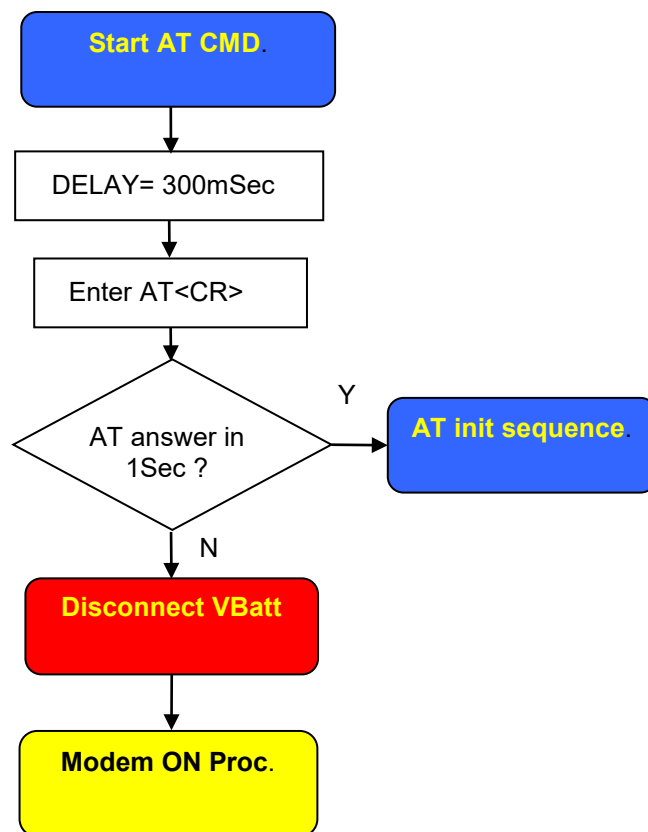 Start AT CMD.
DELAY= 300mSec
Enter AT<CR>
AT answer in
1Sec ?
Y
AT init sequence.
N
Disconnect VBatt
Modem ON Proc.